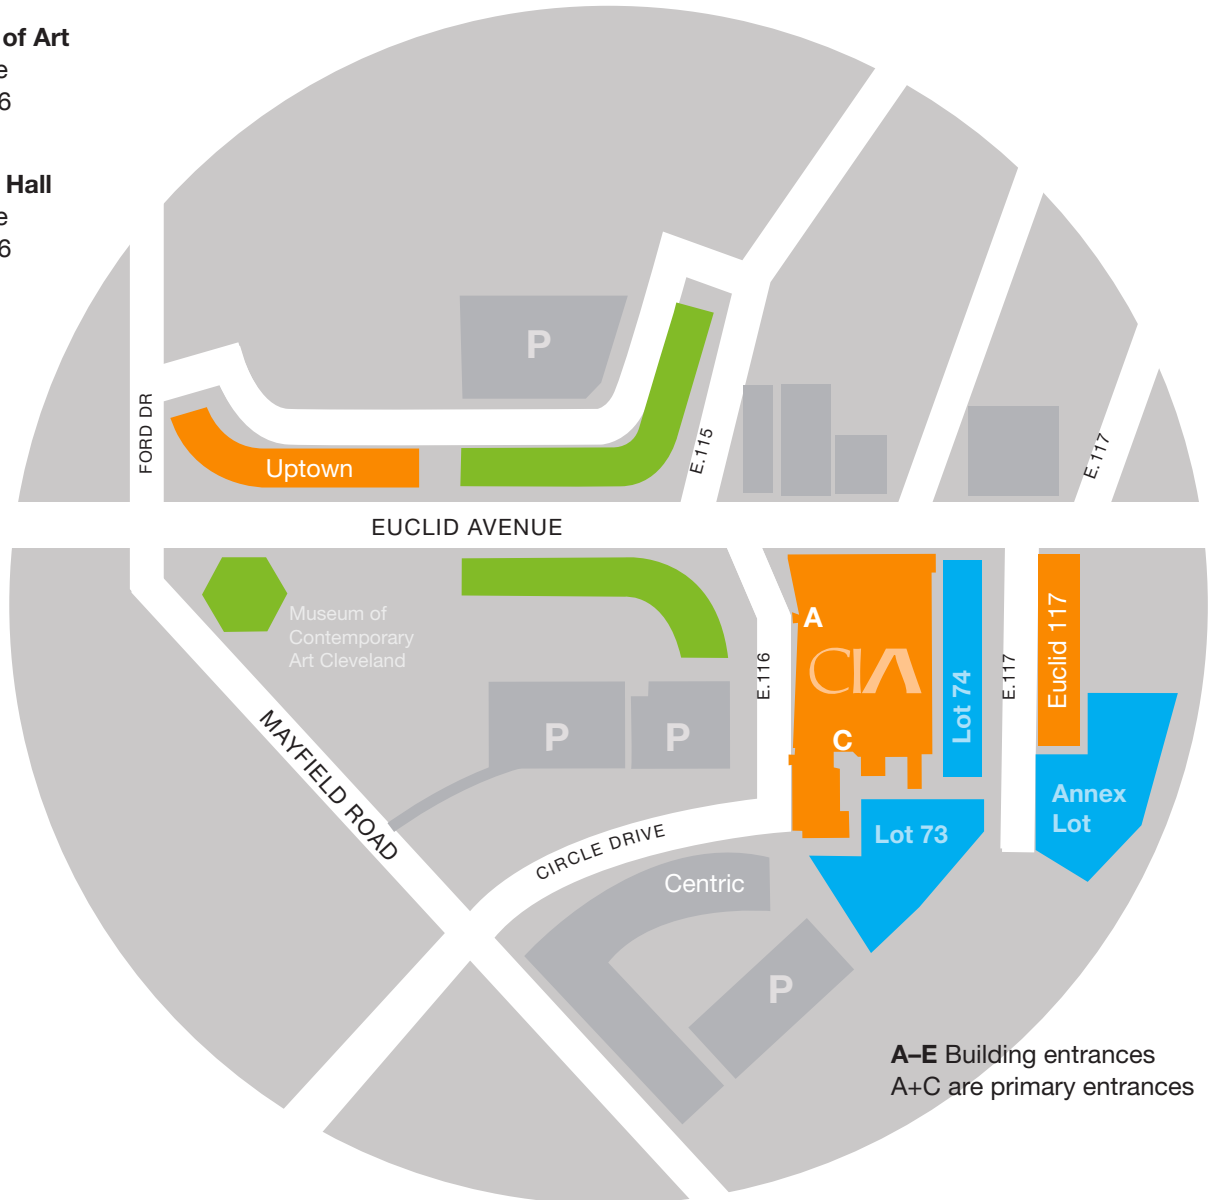 of Art
e
6
Hall
e
6
P
FORD DR
Uptown
E.115
E.117
EUCLID AVENUE
Museum of
Contemporary
Art Cleveland
A
CIA
C
E.116
Lot 74
E.117
Euclid 117
P
P
MAYFIELD ROAD
Annex
Lot
CIRCLE DRIVE
Lot 73
Centric
P
A–E Building entrances
A+C are primary entrances